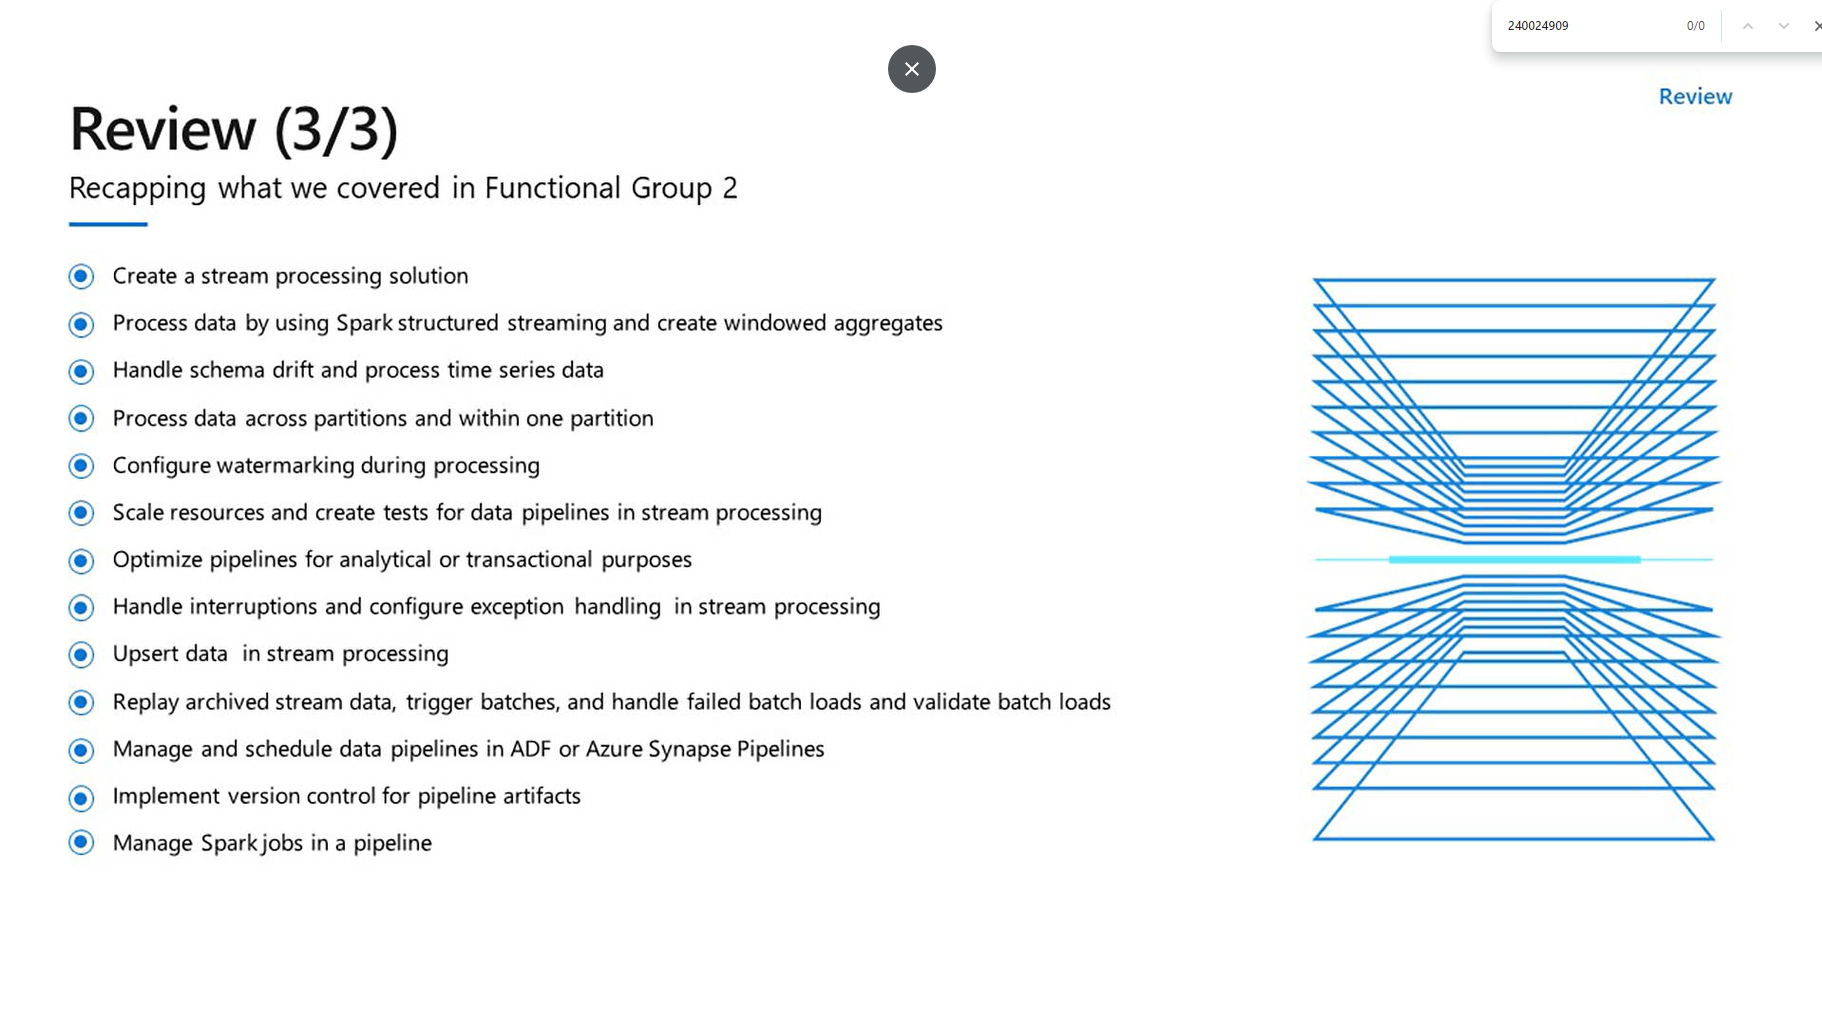 240024909 0/0
Review
Review (3/3)
Recapping what we covered in Functional Group 2
Create a stream processing solution
Process data by using Spark structured streaming and create windowed aggregates
Handle schema drift and process time series data
Process data across partitions and within one partition
Configure watermarking during processing
Scale resources and create tests for data pipelines in stream processing
Optimize pipelines for analytical or transactional purposes
Handle interruptions and configure exception handling in stream processing
Upsert data in stream processing
Replay archived stream data, trigger batches, and handle failed batch loads and validate batch loads
Manage and schedule data pipelines in ADF or Azure Synapse Pipelines
Implement version control for pipeline artifacts
Manage Spark jobs in a pipeline